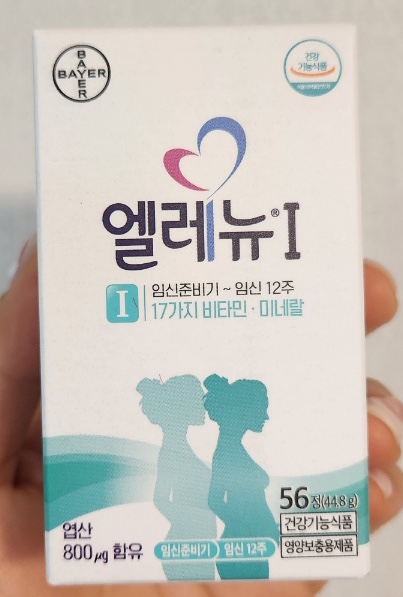 BAYER
BAYER
건강
기능식품
엘레뉴® I
I 임신준비기 ~ 임신 12주
17가지 비타민 · 미네랄
56정(44.8 g)
건강기능식품
영양보충용제품
엽산
800㎍ 함유
임신준비기 임신 12주